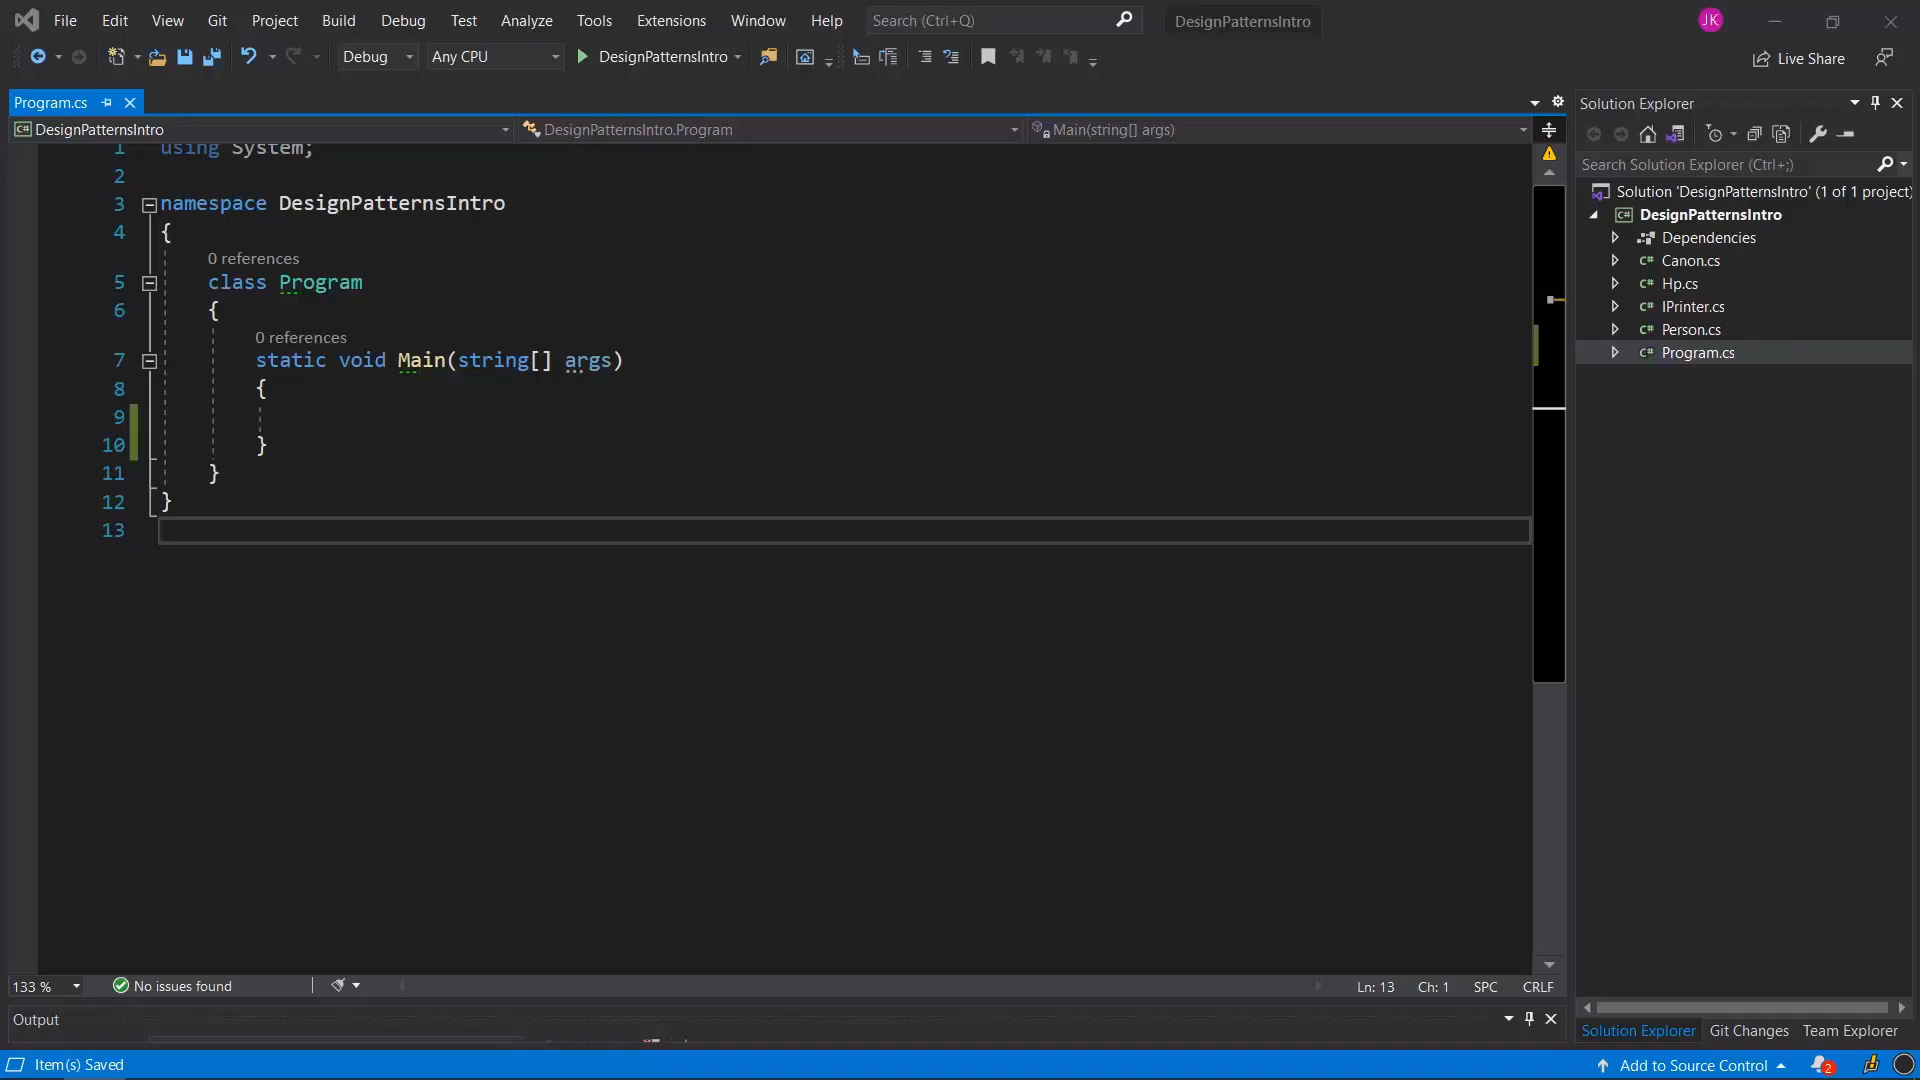 File Edit View Git Project Build Debug Test Analyze Tools Extensions Window Help Search (Ctrl+Q) DesignPatternsIntro JK
Debug Any CPU DesignPatternsIntro Live Share
Program.cs
DesignPatternsIntro DesignPatternsIntro.Program Main(string[] args)
1 using System;
2
3 namespace DesignPatternsIntro
4 {
0 references
5 class Program
6 {
0 references
7 static void Main(string[] args)
8 {
9
10 }
11 }
12 }
13
133 % No issues found Ln: 13 Ch: 1 SPC CRLF
Output
Solution Explorer
Search Solution Explorer (Ctrl+;)
Solution 'DesignPatternsIntro' (1 of 1 project)
C# DesignPatternsIntro
Dependencies
C# Canon.cs
C# Hp.cs
C# IPrinter.cs
C# Person.cs
C# Program.cs
Solution Explorer Git Changes Team Explorer
Item(s) Saved Add to Source Control 2